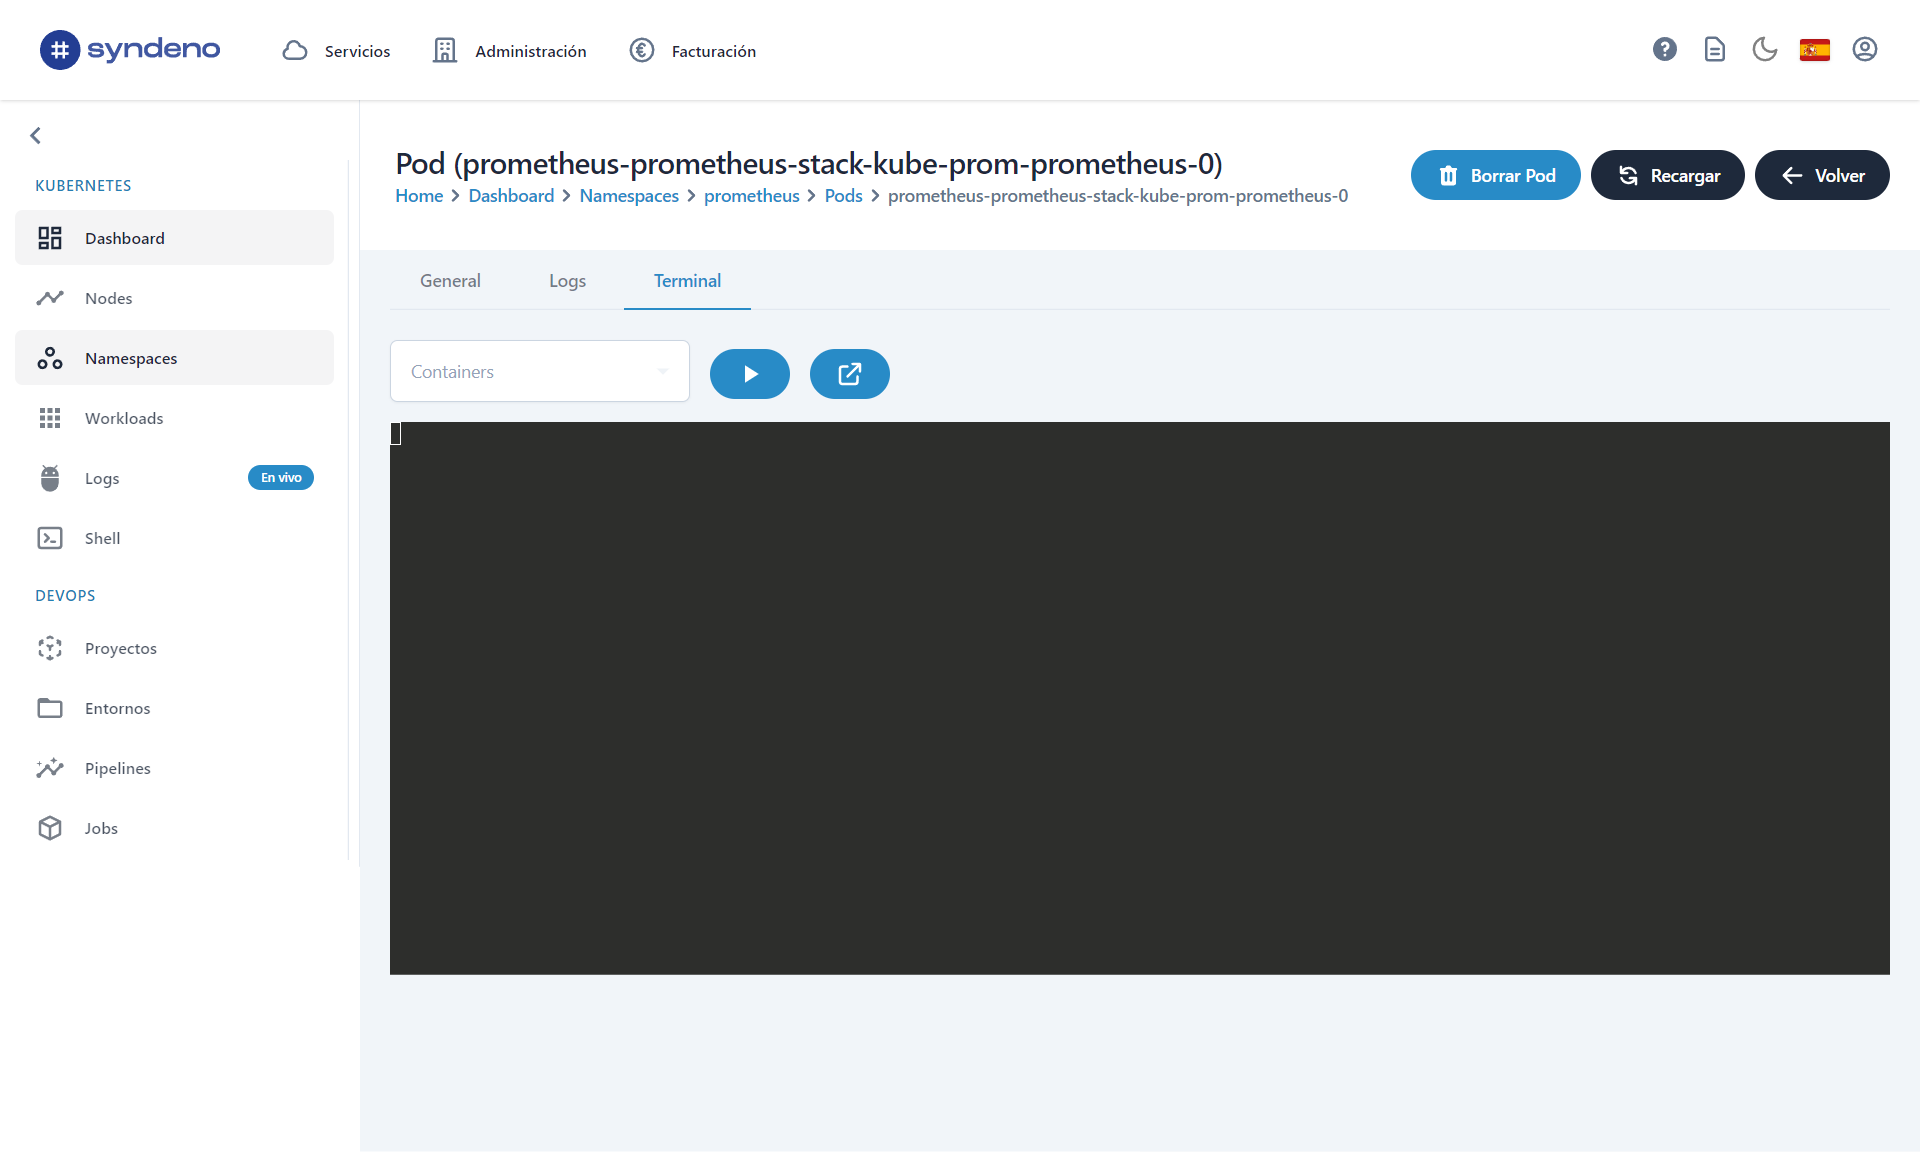 syndeno
Servicios
Administración
Facturación
KUBERNETES
Dashboard
Nodes
Namespaces
Workloads
Logs
En vivo
Shell
DEVOPS
Proyectos
Entornos
Pipelines
Jobs
Pod (prometheus-prometheus-stack-kube-prom-prometheus-0)
Home > Dashboard > Namespaces > prometheus > Pods > prometheus-prometheus-stack-kube-prom-prometheus-0
Borrar Pod
Recargar
Volver
General
Logs
Terminal
Containers